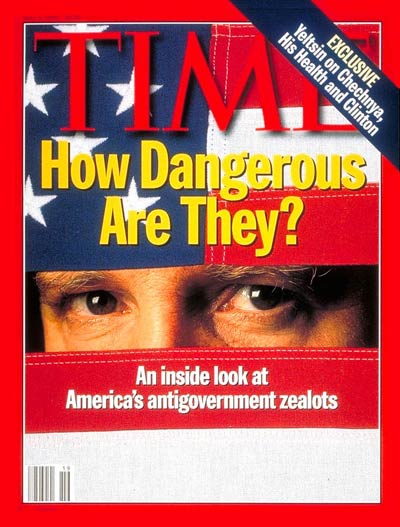 TIME
EXCLUSIVE
Yeltsin on Chechnya,
His Health and Clinton
How Dangerous
Are They?
An inside look at
America's antigovernment zealots
19